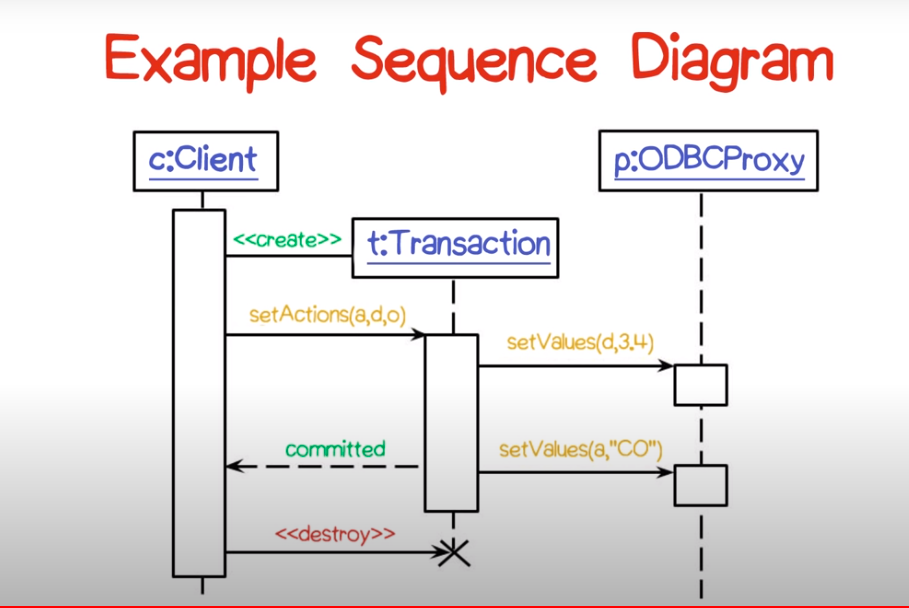 Example Sequence Diagram
c:Client
p:ODBCProxy
<<create>>
t:Transaction
setActions(a,d,o)
setValues(d,3.4)
committed
setValues(a,"CO")
<<destroy>>